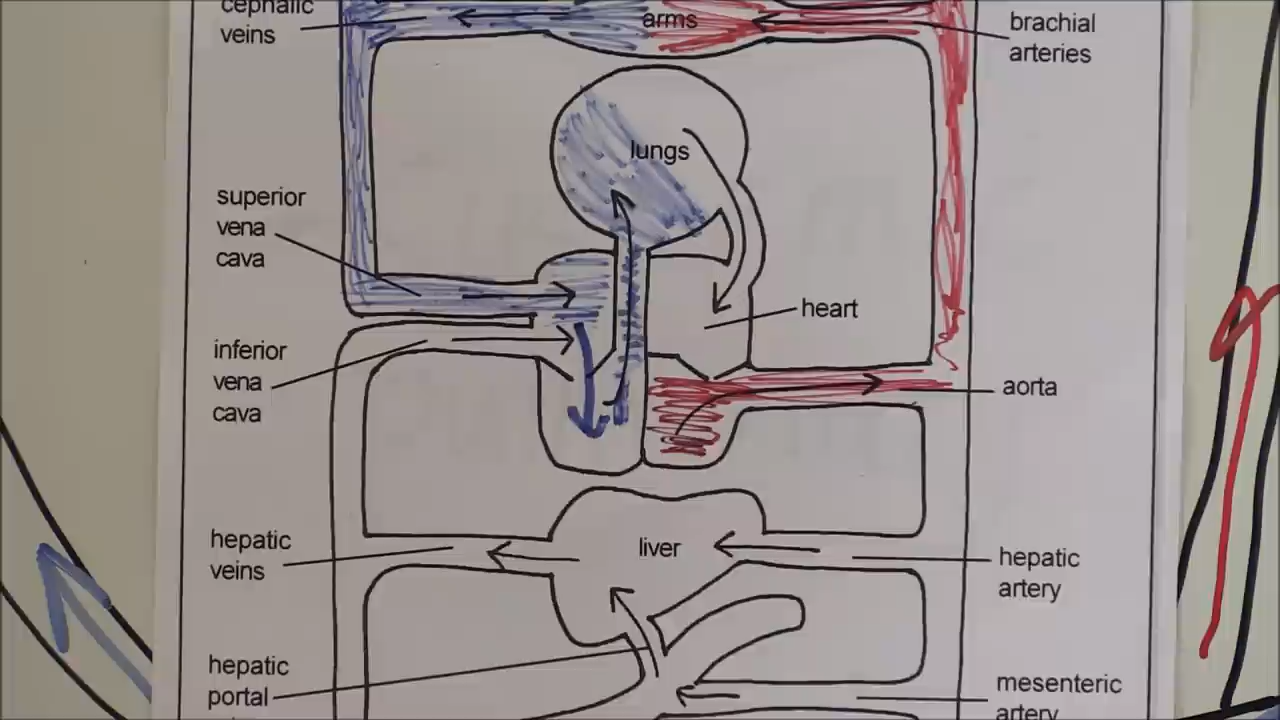 cephalic
veins
arms
brachial
arteries
lungs
superior
vena
cava
heart
inferior
vena
cava
aorta
hepatic
veins
liver
hepatic
artery
hepatic
portal
mesenteric
artery